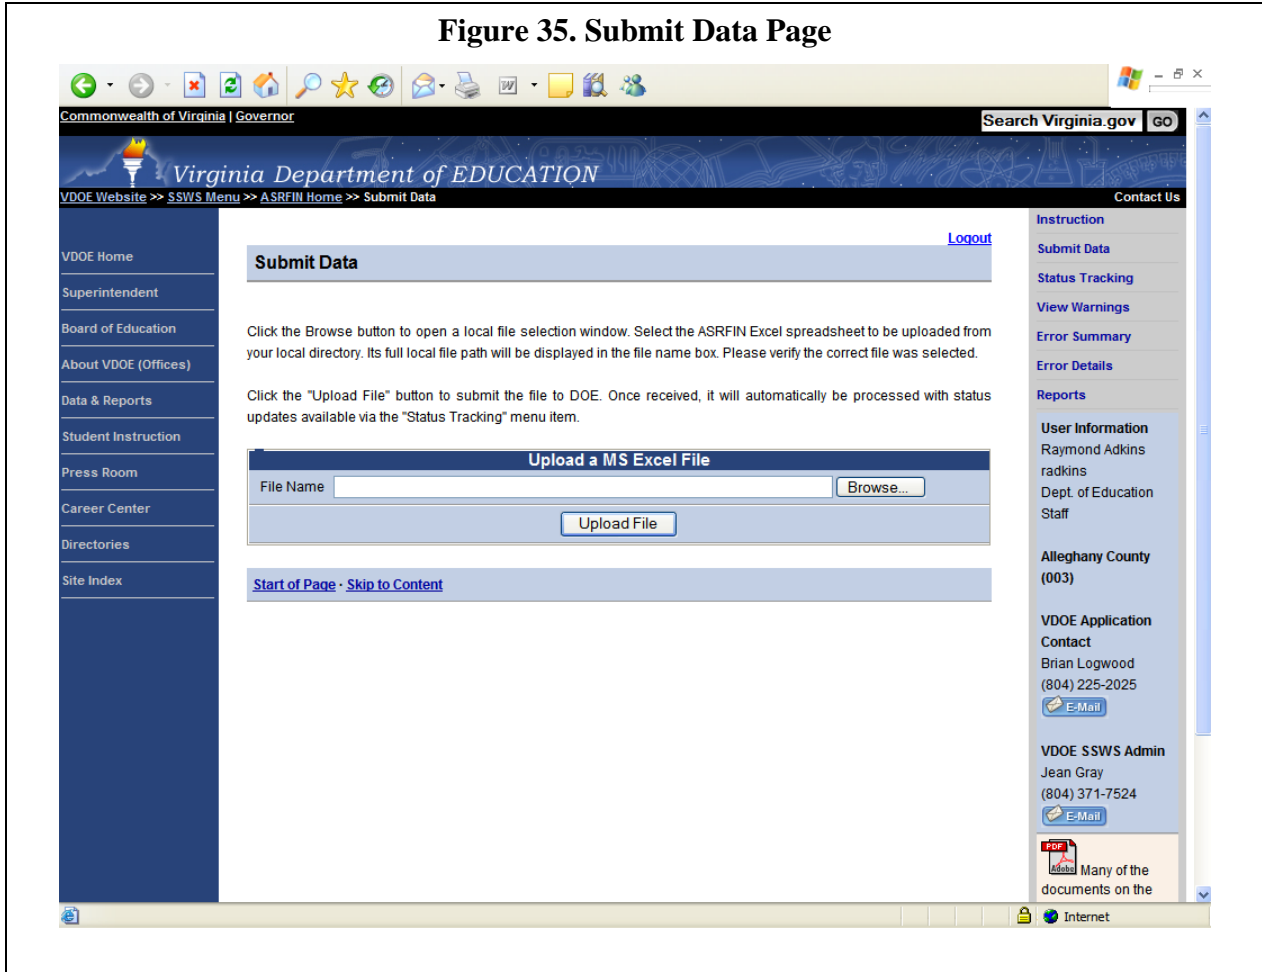 Figure 35. Submit Data Page
Commonwealth of Virginia | Governor
Search Virginia.gov GO
Virginia Department of EDUCATION
VDOE Website >> SSWS Menu >> ASRFIN Home >> Submit Data
Contact Us
VDOE Home
Superintendent
Board of Education
About VDOE (Offices)
Data & Reports
Student Instruction
Press Room
Career Center
Directories
Site Index
Logout
Submit Data
Click the Browse button to open a local file selection window. Select the ASRFIN Excel spreadsheet to be uploaded from
your local directory. Its full local file path will be displayed in the file name box. Please verify the correct file was selected.
Click the "Upload File" button to submit the file to DOE. Once received, it will automatically be processed with status
updates available via the "Status Tracking" menu item.
Upload a MS Excel File
File Name Browse...
Upload File
Start of Page · Skip to Content
Instruction
Submit Data
Status Tracking
View Warnings
Error Summary
Error Details
Reports
User Information
Raymond Adkins
radkins
Dept. of Education
Staff
Alleghany County
(003)
VDOE Application
Contact
Brian Logwood
(804) 225-2025
E-Mail
VDOE SSWS Admin
Jean Gray
(804) 371-7524
E-Mail
PDF
Adobe Many of the
documents on the
Internet